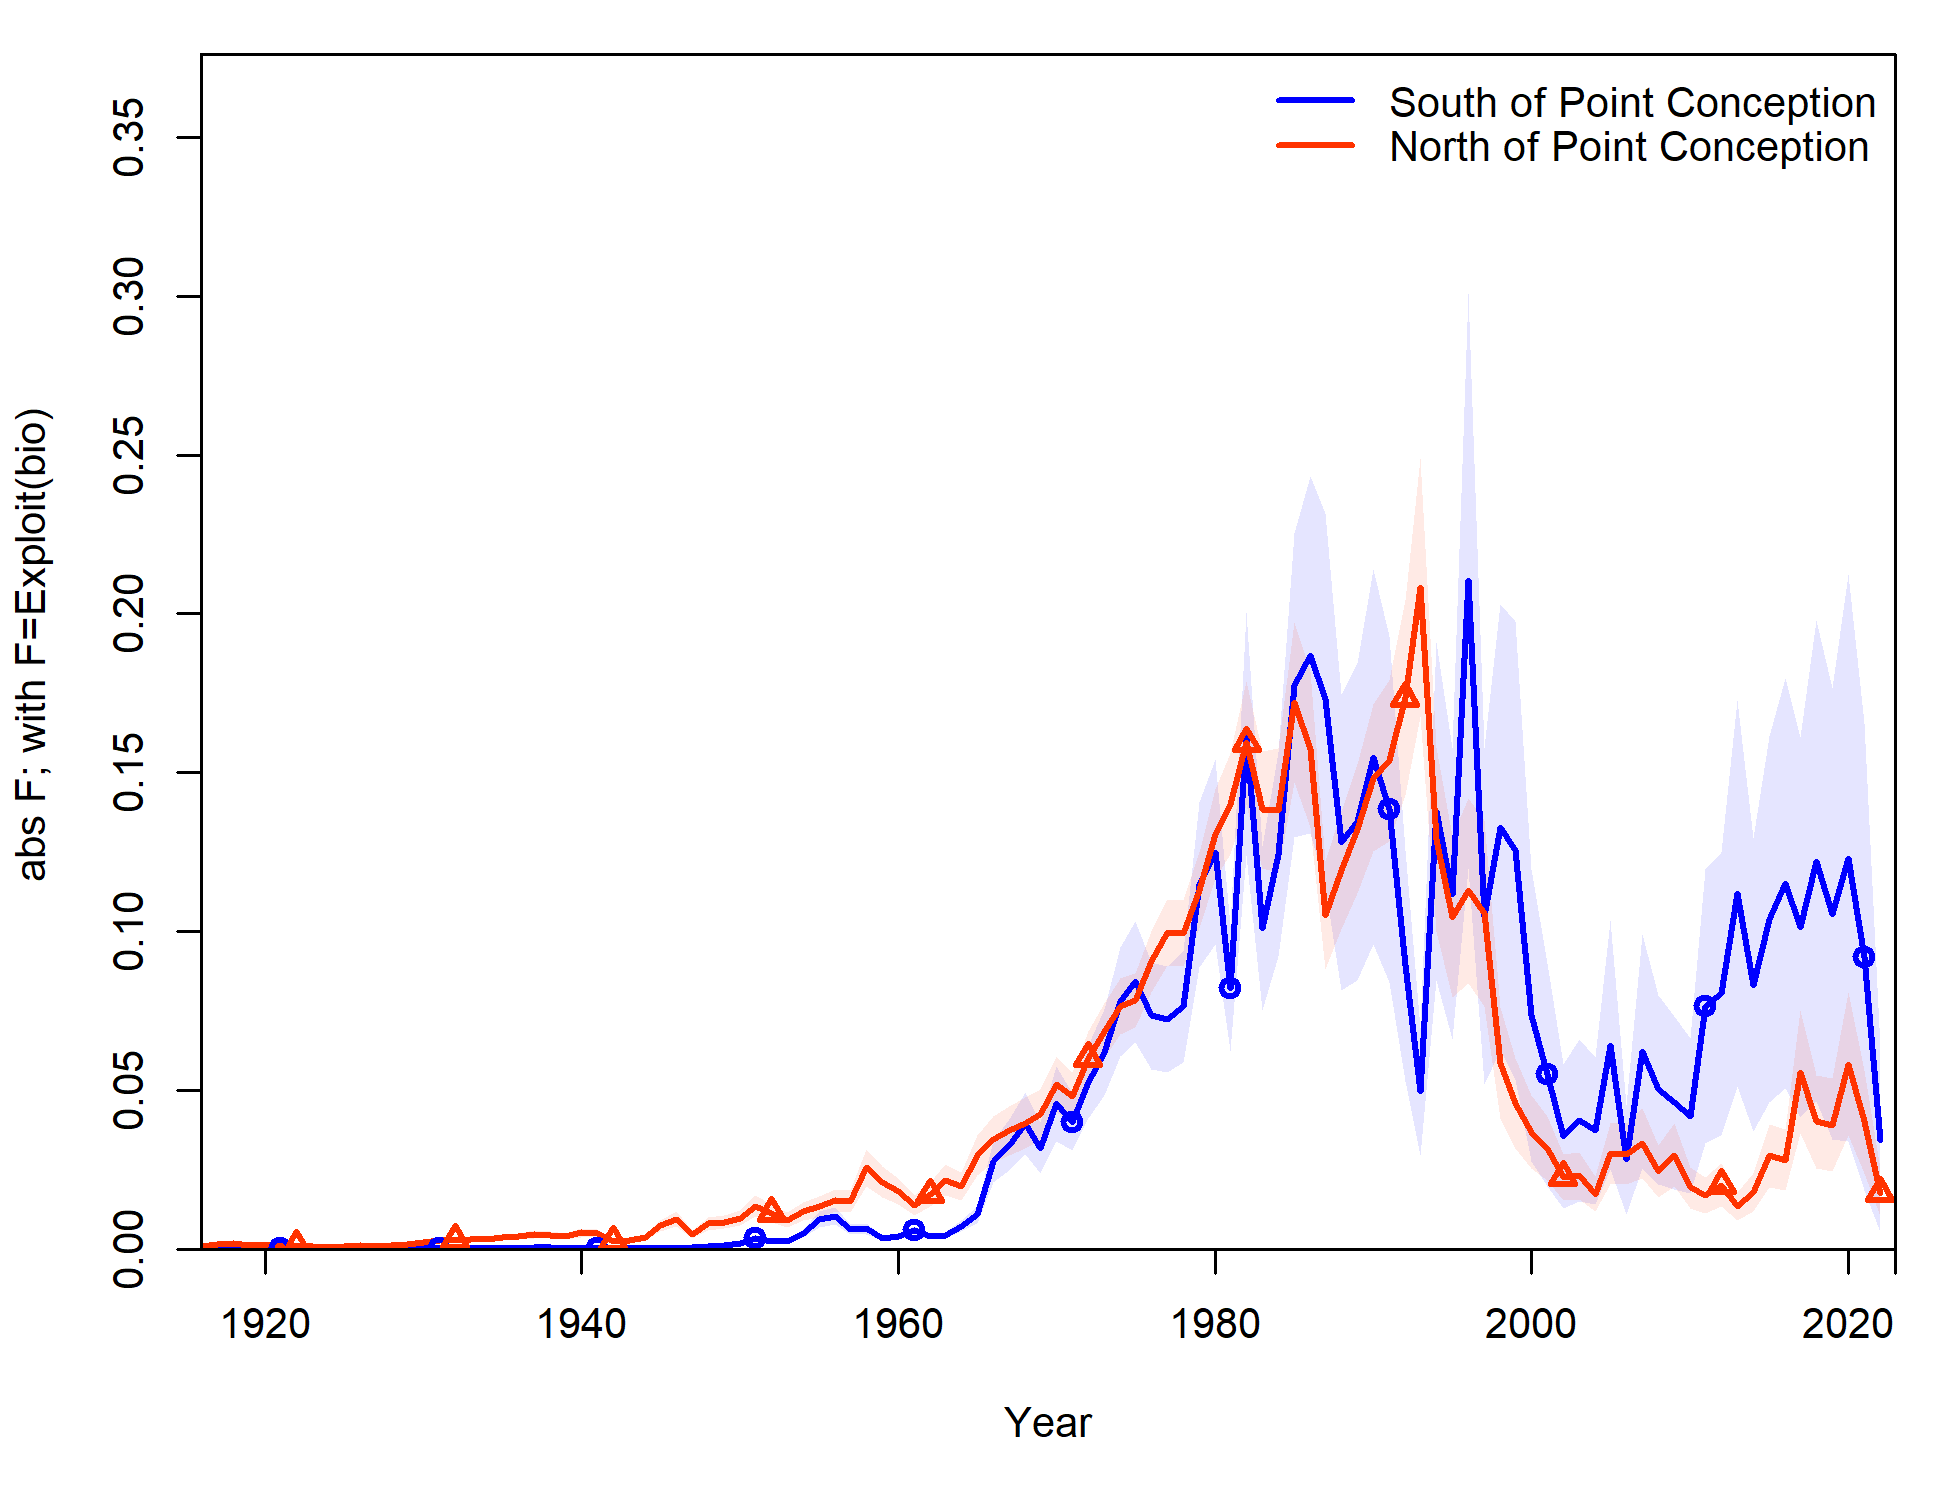 South of Point Conception
North of Point Conception
abs F; with F=Exploit(bio)
0.35
0.30
0.25
0.20
0.15
0.10
0.05
0.00
1920 1940 1960 1980 2000 2020
Year